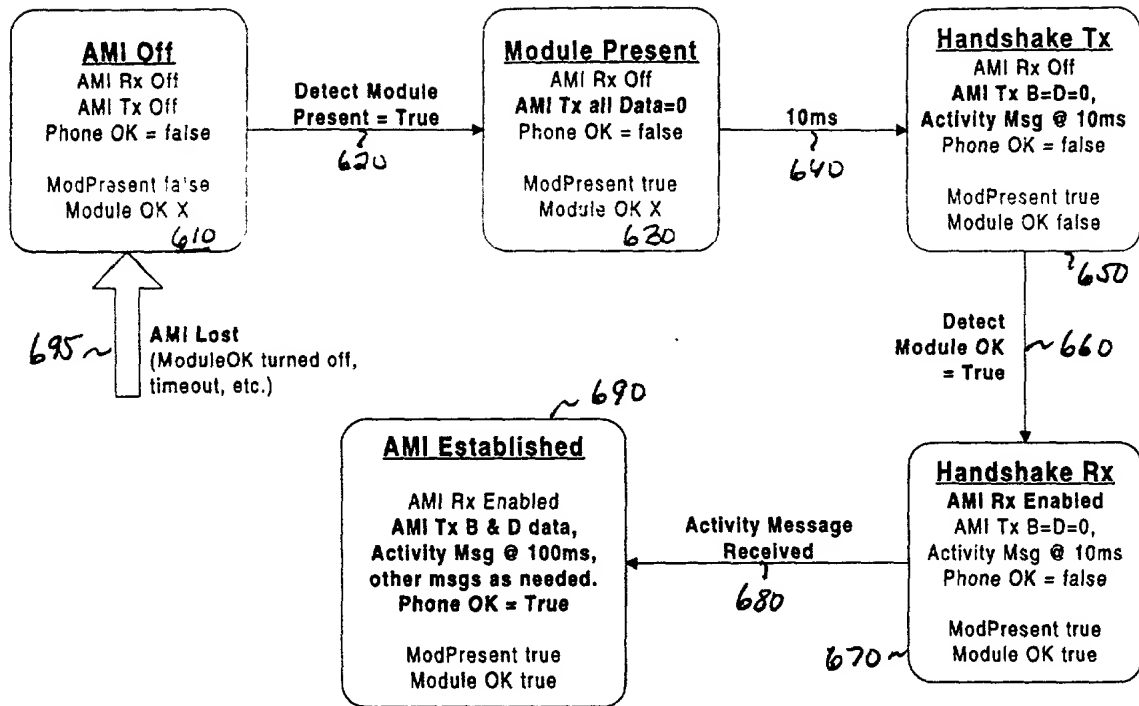 AMI Off
AMI Rx Off
AMI Tx Off
Phone OK = false
ModPresent false
Module OK X
610
Detect Module
Present = True
620
Module Present
AMI Rx Off
AMI Tx all Data=0
Phone OK = false
ModPresent true
Module OK X
630
10ms
640
Handshake Tx
AMI Rx Off
AMI Tx B=D=0,
Activity Msg @ 10ms
Phone OK = false
ModPresent true
Module OK false
650
695
AMI Lost
(ModuleOK turned off,
timeout, etc.)
Detect
Module OK
= True
660
690
AMI Established
AMI Rx Enabled
AMI Tx B & D data,
Activity Msg @ 100ms,
other msgs as needed.
Phone OK = True
ModPresent true
Module OK true
Activity Message
Received
680
Handshake Rx
AMI Rx Enabled
AMI Tx B=D=0,
Activity Msg @ 10ms
Phone OK = false
ModPresent true
Module OK true
670